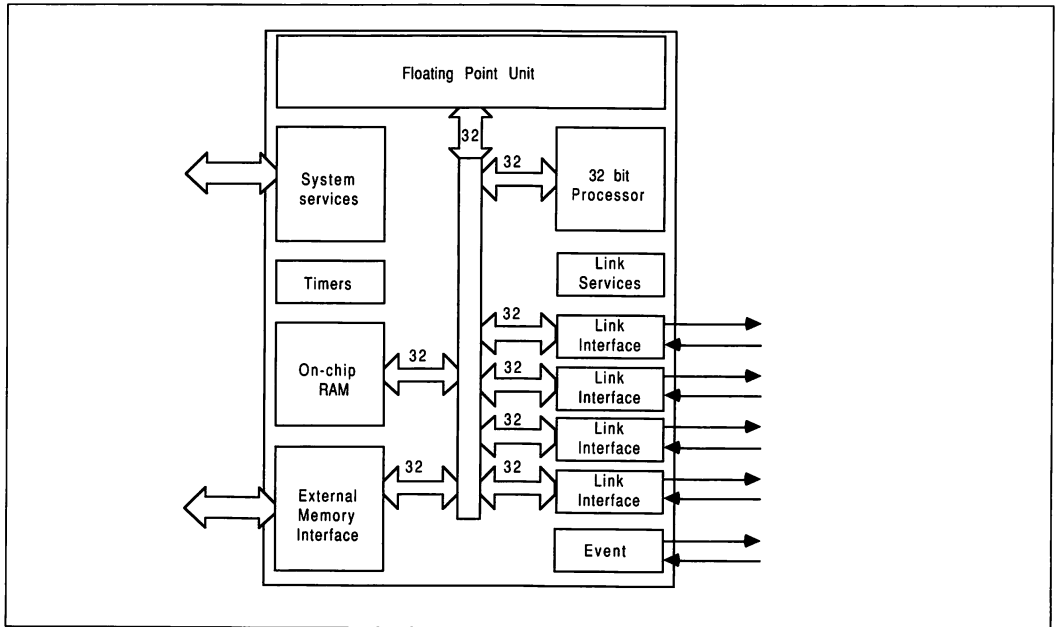 Floating Point Unit
32
System
services
32
32 bit
Processor
Timers
Link
Services
On-chip
RAM
32
32
Link
Interface
32
Link
Interface
32
Link
Interface
External
Memory
Interface
32
32
Link
Interface
Event